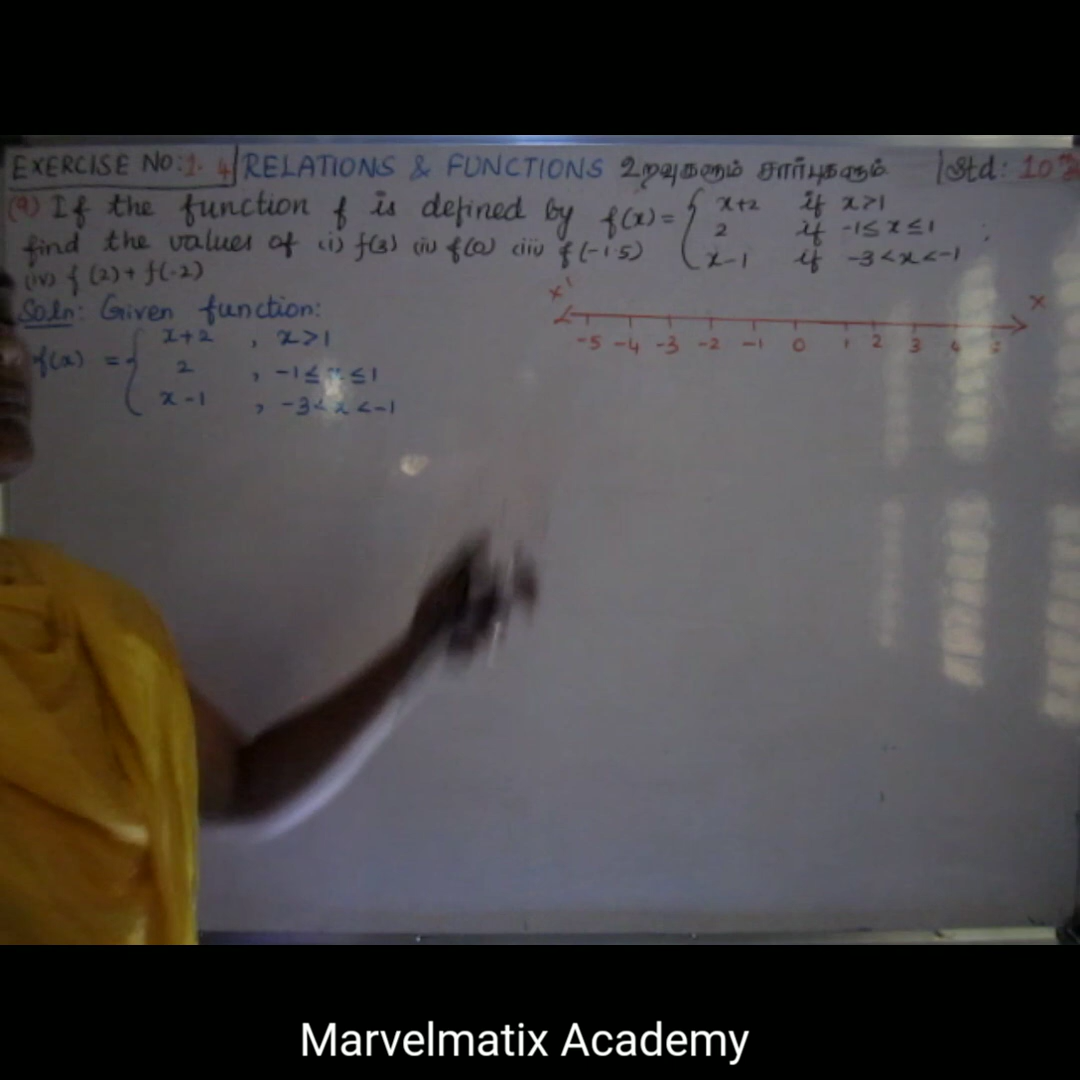 EXERCISE NO:1.4 RELATIONS & FUNCTIONS உறவுகளும் சார்புகளும் Std: 10
(9) If the function f is defined by f(x) = { x+2 if x>1
2 if -1≤x≤1 ;
x-1 if -3<x<-1
find the values of (i) f(3) (ii) f(0) (iii) f(-1.5)
(iv) f(2)+f(-2)
Soln: Given function:
f(x) = { x+2 , x>1
2 , -1≤x≤1
x-1 , -3<x<-1
x' x
-5 -4 -3 -2 -1 0 1 2 3 4
Marvelmatix Academy